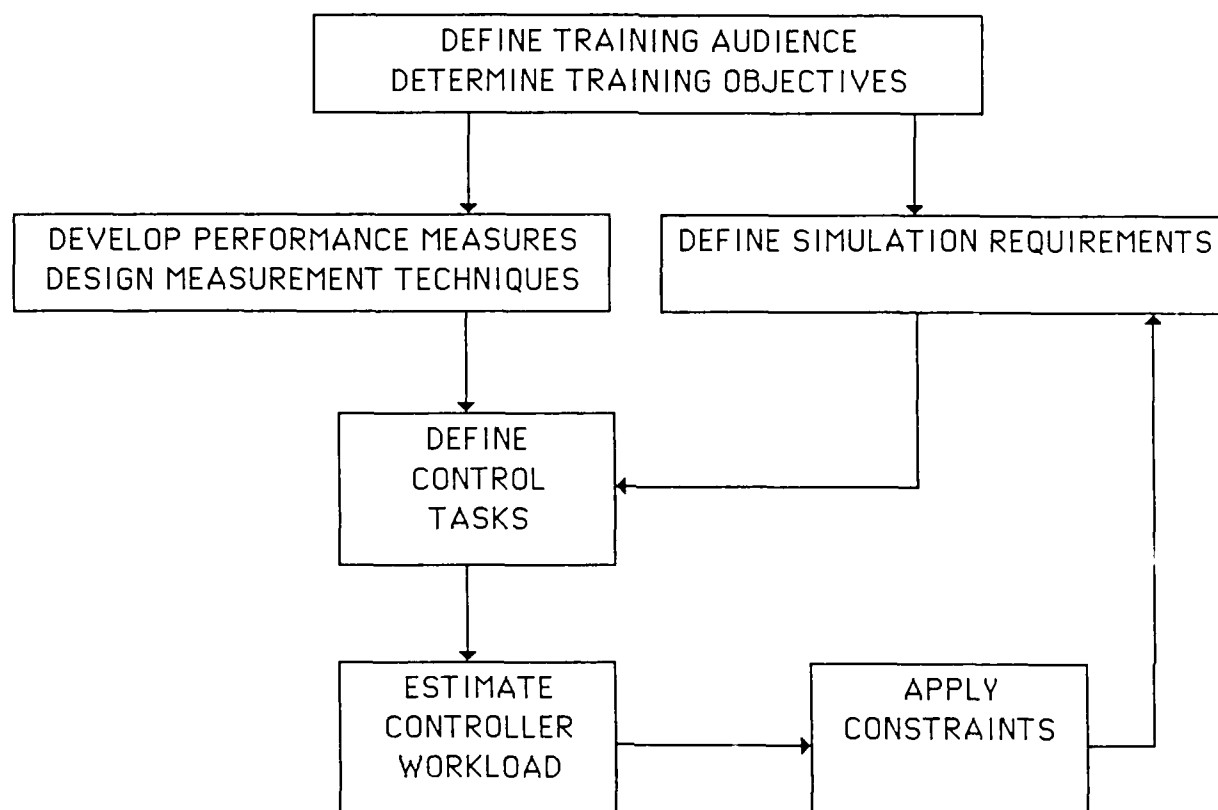 DEFINE TRAINING AUDIENCE
DETERMINE TRAINING OBJECTIVES
DEVELOP PERFORMANCE MEASURES
DESIGN MEASUREMENT TECHNIQUES
DEFINE SIMULATION REQUIREMENTS
DEFINE
CONTROL
TASKS
ESTIMATE
CONTROLLER
WORKLOAD
APPLY
CONSTRAINTS